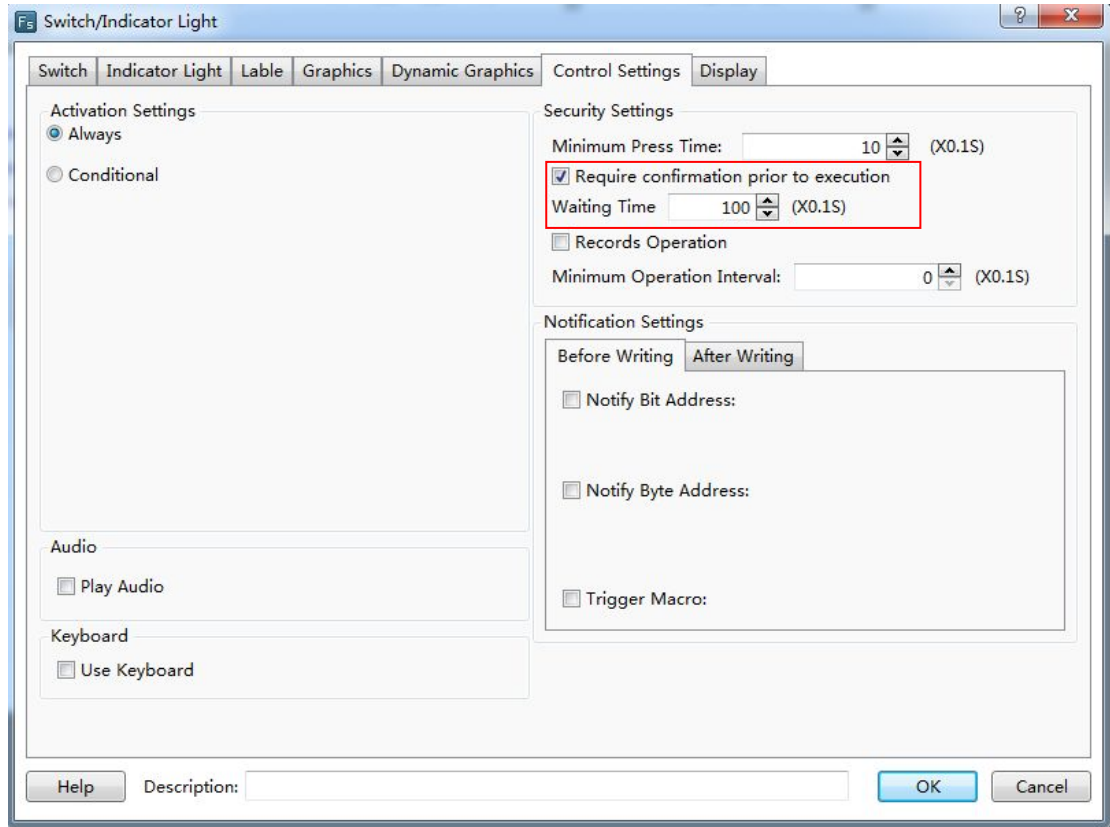 Fs Switch/Indicator Light ? X
Switch Indicator Light Lable Graphics Dynamic Graphics Control Settings Display
Activation Settings
Always
Conditional
Security Settings
Minimum Press Time: 10 (X0.1S)
Require confirmation prior to execution
Waiting Time 100 (X0.1S)
Records Operation
Minimum Operation Interval: 0 (X0.1S)
Notification Settings
Before Writing After Writing
Notify Bit Address:
Notify Byte Address:
Trigger Macro:
Audio
Play Audio
Keyboard
Use Keyboard
Help Description: OK Cancel